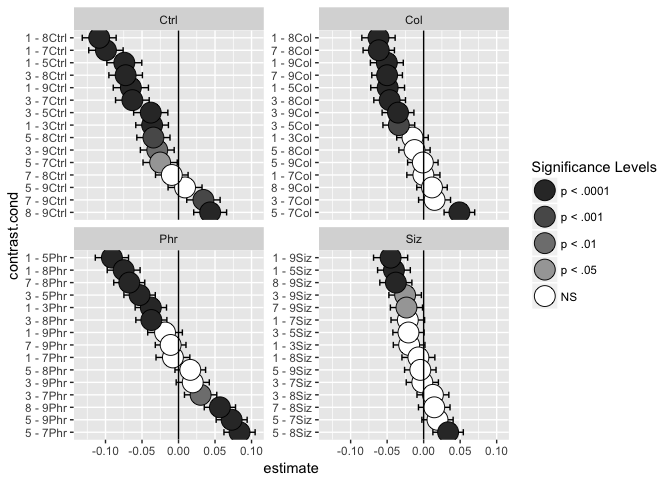 Ctrl
1 - 8Ctrl
1 - 7Ctrl
1 - 5Ctrl
3 - 8Ctrl
1 - 9Ctrl
3 - 7Ctrl
3 - 5Ctrl
1 - 3Ctrl
5 - 8Ctrl
3 - 9Ctrl
5 - 7Ctrl
7 - 8Ctrl
5 - 9Ctrl
7 - 9Ctrl
8 - 9Ctrl
Col
1 - 8Col
7 - 8Col
1 - 9Col
7 - 9Col
1 - 5Col
3 - 8Col
3 - 9Col
3 - 5Col
1 - 3Col
5 - 8Col
5 - 9Col
1 - 7Col
8 - 9Col
3 - 7Col
5 - 7Col
Phr
1 - 5Phr
1 - 8Phr
7 - 8Phr
3 - 5Phr
1 - 3Phr
3 - 8Phr
1 - 9Phr
7 - 9Phr
1 - 7Phr
5 - 8Phr
3 - 9Phr
3 - 7Phr
8 - 9Phr
5 - 9Phr
5 - 7Phr
-0.10 -0.05 0.00 0.05 0.10
Siz
1 - 9Siz
1 - 5Siz
8 - 9Siz
3 - 9Siz
7 - 9Siz
1 - 7Siz
3 - 5Siz
1 - 3Siz
1 - 8Siz
5 - 9Siz
3 - 7Siz
3 - 8Siz
7 - 8Siz
5 - 7Siz
5 - 8Siz
-0.10 -0.05 0.00 0.05 0.10
contrast.cond
estimate
Significance Levels
p < .0001
p < .001
p < .01
p < .05
NS